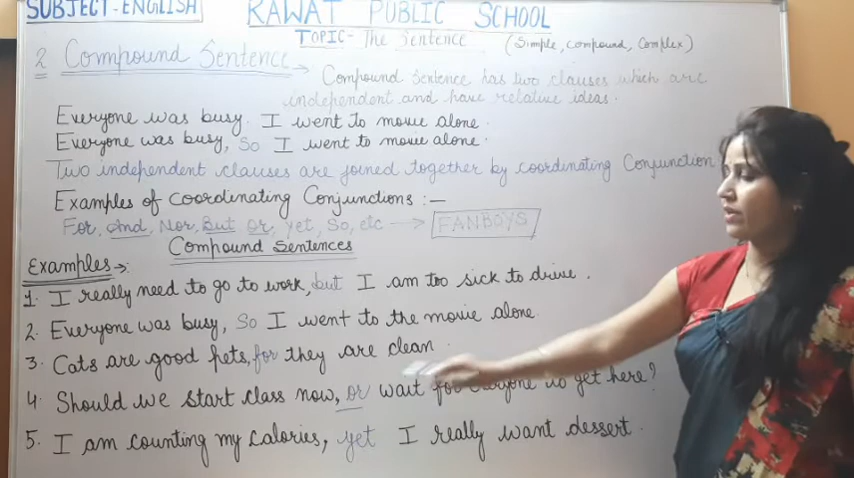 SUBJECT-ENGLISH RAWAT PUBLIC SCHOOL
TOPIC- The Sentence (Simple, Compound, Complex)
2 Compound Sentence → Compound Sentence has two clauses which are
independent and have relative ideas.
Everyone was busy. I went to movie alone.
Everyone was busy, So I went to movie alone.
Two independent clauses are joined together by coordinating Conjunction
Examples of Coordinating Conjunctions :-
For, And, Nor, But Or, yet, So, etc → FANBOYS
Compound Sentences
Examples →:
1. I really need to go to work, but I am too sick to drive.
2. Everyone was busy, So I went to the movie alone.
3. Cats are good pets, for they are clean.
4. Should we start class now, or wait for everyone to get here?
5. I am counting my calories, yet I really want dessert.